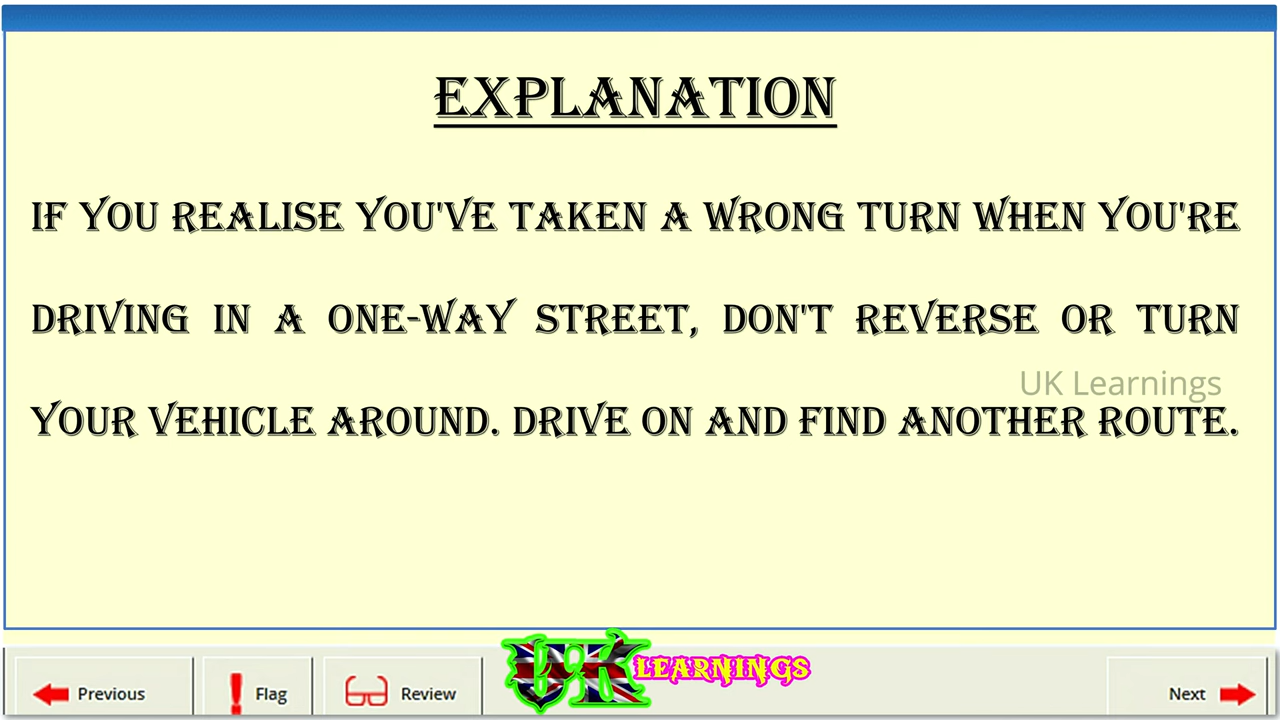 EXPLANATION
IF YOU REALISE YOU'VE TAKEN A WRONG TURN WHEN YOU'RE
DRIVING IN A ONE-WAY STREET, DON'T REVERSE OR TURN
UK Learnings
YOUR VEHICLE AROUND. DRIVE ON AND FIND ANOTHER ROUTE.
Previous
Flag
Review
UK LEARNINGS
Next